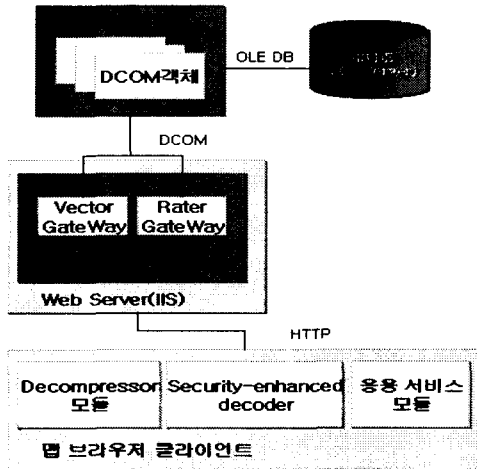 DCOM객체
OLE DB
DCOM
Vector
GateWay
Rater
GateWay
Web Server(IIS)
HTTP
Decompressor
모듈
Security-enhanced
decoder
응용 서비스
모듈
맵 브라우저 클라이언트